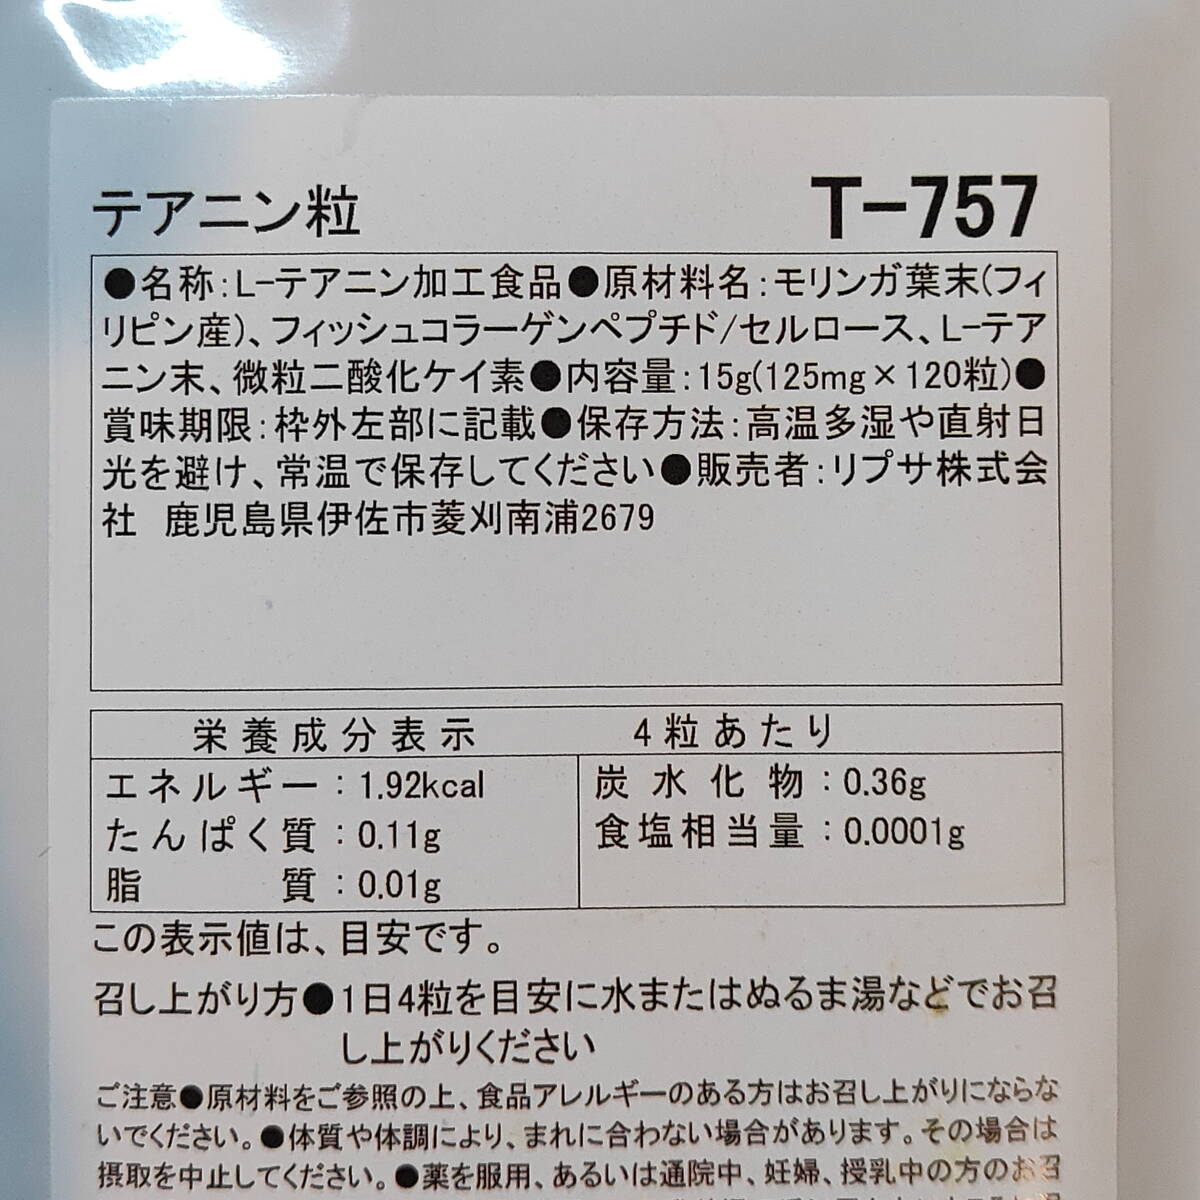 テアニン粒
T-757
●名称:L-テアニン加工食品●原材料名:モリンガ葉末(フィ
リピン産)、フィッシュコラーゲンペプチド/セルロース、L-テア
ニン末、微粒二酸化ケイ素●内容量:15g(125mg×120粒)●
賞味期限:枠外左部に記載●保存方法:高温多湿や直射日
光を避け、常温で保存してください●販売者:リプサ株式会
社 鹿児島県伊佐市菱刈南浦2679
栄養成分表示 4粒あたり
エネルギー:1.92kcal
たんぱく質:0.11g
脂質:0.01g
炭水化物:0.36g
食塩相当量:0.0001g
この表示値は、目安です。
召し上がり方●1日4粒を目安に水またはぬるま湯などでお召
し上がりください
ご注意●原材料をご参照の上、食品アレルギーのある方はお召し上がりにならな
いでください。●体質や体調により、まれに合わない場合があります。その場合は
摂取を中止してください。●薬を服用、あるいは通院中、妊婦、授乳中の方のお召